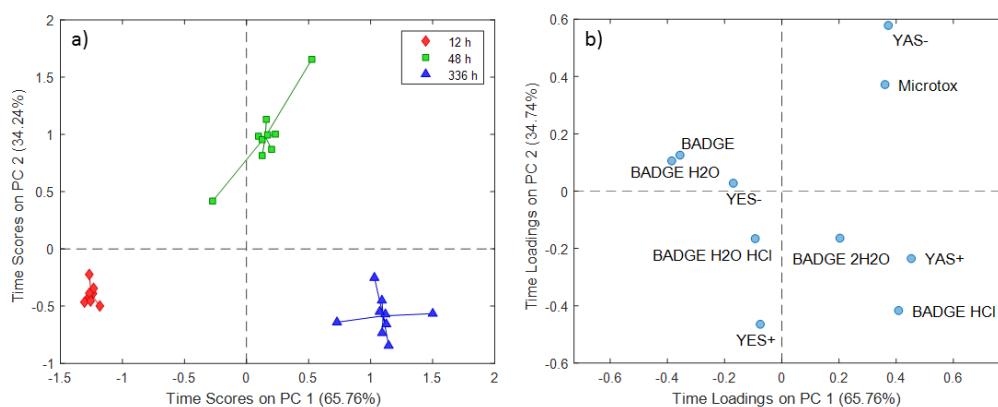 a)
12 h
48 h
336 h
2
1.5
1
0.5
0
-0.5
-1
-1.5
-1
-0.5
0
0.5
1
1.5
2
Time Scores on PC 2 (34.24%)
Time Scores on PC 1 (65.76%)
b)
YAS-
Microtox
BADGE
BADGE H2O
YES-
BADGE H2O HCl
BADGE 2H2O
YAS+
BADGE HCl
YES+
0.6
0.4
0.2
0
-0.2
-0.4
-0.6
-0.6
-0.4
-0.2
0
0.2
0.4
0.6
Time Loadings on PC 2 (34.74%)
Time Loadings on PC 1 (65.76%)